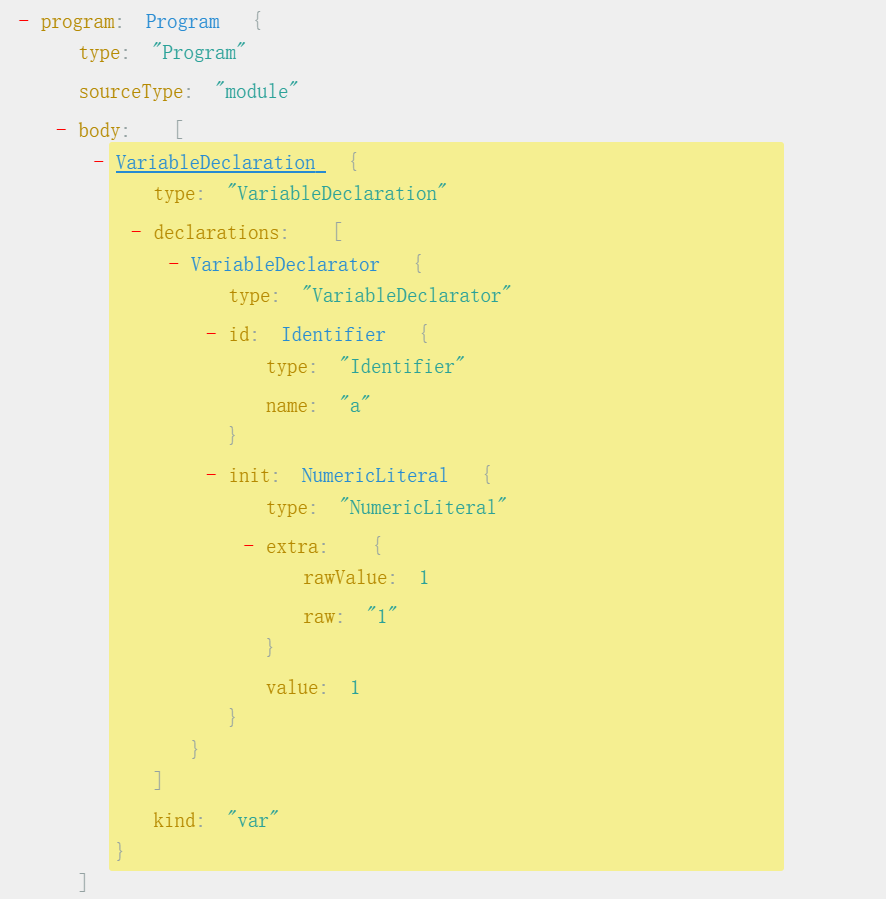 - program: Program {
type: "Program"
sourceType: "module"
- body: [
- VariableDeclaration {
type: "VariableDeclaration"
- declarations: [
- VariableDeclarator {
type: "VariableDeclarator"
- id: Identifier {
type: "Identifier"
name: "a"
}
- init: NumericLiteral {
type: "NumericLiteral"
- extra: {
rawValue: 1
raw: "1"
}
value: 1
}
}
]
kind: "var"
}
]